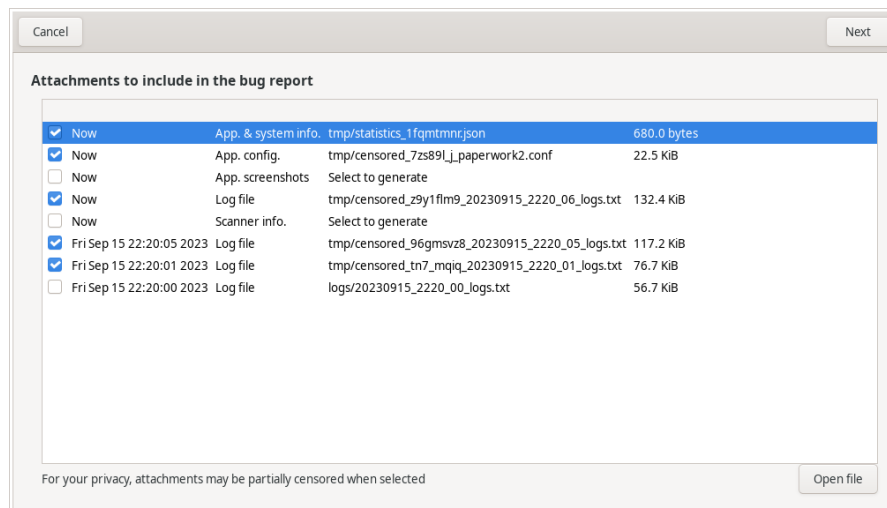 Cancel Next
Attachments to include in the bug report
Now App. & system info. tmp/statistics_1fqmtmnr.json 680.0 bytes
Now App. config. tmp/censored_7zs89l_j_paperwork2.conf 22.5 KiB
Now App. screenshots Select to generate
Now Log file tmp/censored_z9y1flm9_20230915_2220_06_logs.txt 132.4 KiB
Now Scanner info. Select to generate
Fri Sep 15 22:20:05 2023 Log file tmp/censored_96gmsvz8_20230915_2220_05_logs.txt 117.2 KiB
Fri Sep 15 22:20:01 2023 Log file tmp/censored_tn7_mqiq_20230915_2220_01_logs.txt 76.7 KiB
Fri Sep 15 22:20:00 2023 Log file logs/20230915_2220_00_logs.txt 56.7 KiB
For your privacy, attachments may be partially censored when selected Open file